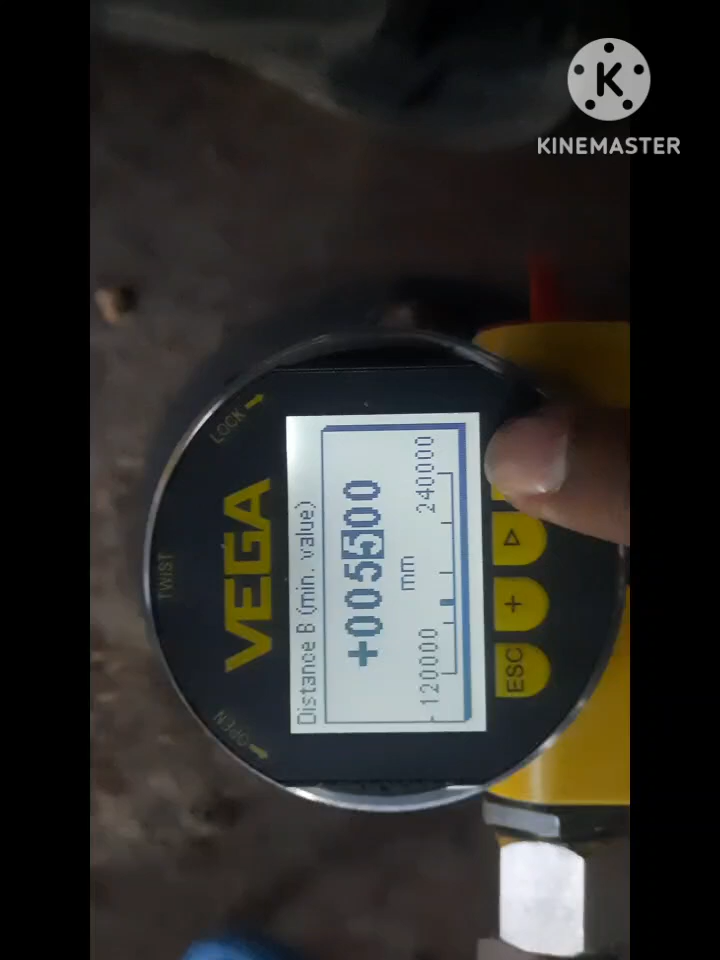 KINEMASTER
OPEN
TWIST
LOCK
VEGA
Distance B (min. value)
+005500
mm
-120000 240000
ESC + ▷